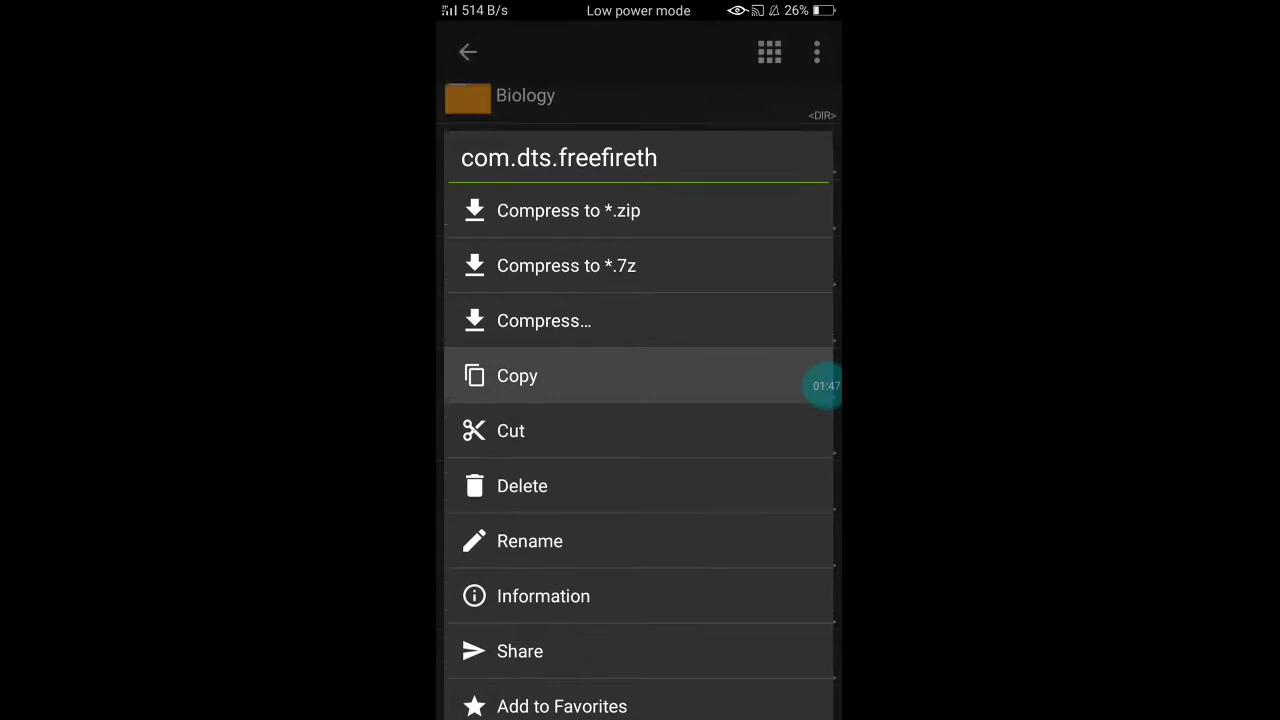 514 B/s Low power mode 26%
Biology
<DIR>
com.dts.freefireth
Compress to *.zip
Compress to *.7z
Compress...
Copy
01:47
Cut
Delete
Rename
Information
Share
Add to Favorites